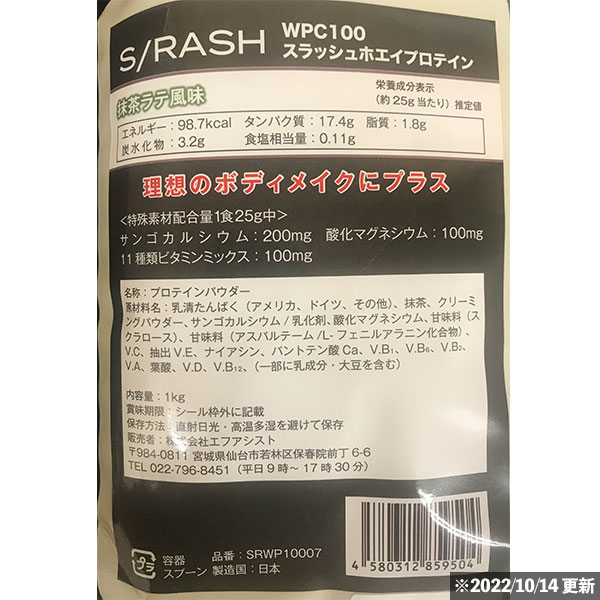 S/RASH
WPC100
スラッシュホエイプロテイン
抹茶ラテ風味
栄養成分表示
(約25g当たり) 推定値
エネルギー：98.7kcal タンパク質：17.4g 脂質：1.8g
炭水化物：3.2g 食塩相当量：0.11g
理想のボディメイクにプラス
<特殊素材配合量1食25g中>
サンゴカルシウム：200mg 酸化マグネシウム：100mg
11種類ビタミンミックス：100mg
名称：プロテインパウダー
原材料名：乳清たんぱく（アメリカ、ドイツ、その他)、抹茶、クリーミ
ングパウダー、サンゴカルシウム/乳化剤、酸化マグネシウム、甘味料（ス
クラロース)、甘味料（アスパルテーム/L-フェニルアラニン化合物）、
V.C、抽出V.E、ナイアシン、パントテン酸Ca、V.B₁、V.B₆、V.B₂、
V.A、葉酸、V.D、V.B₁₂、（一部に乳成分・大豆を含む）
内容量：1kg
賞味期限：シール枠外に記載
保存方法：直射日光・高温多湿を避けて保存
販売者：株式会社エファシスト
〒984-0811 宮城県仙台市若林区保春院前丁6-6
TEL 022-796-8451（平日9時～17時30分）
プラ
容器
スプーン
品番：SRWP10007
製造国：日本
4 580312 859504
※2022/10/14 更新